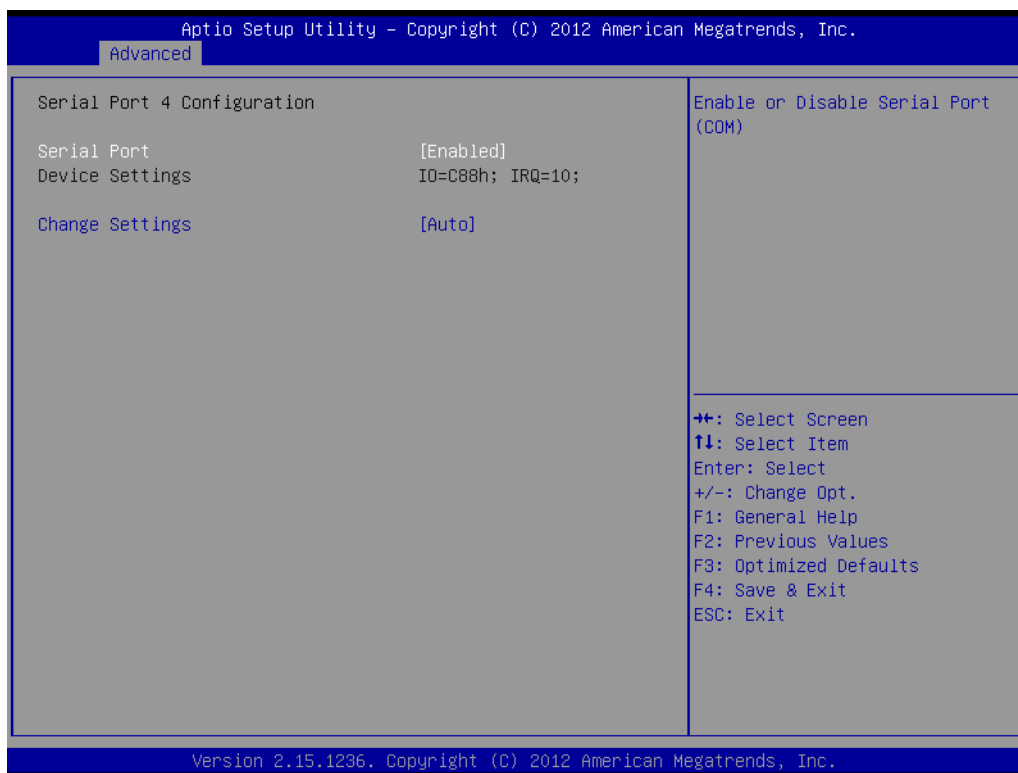 Aptio Setup Utility – Copyright (C) 2012 American Megatrends, Inc.
Advanced
Serial Port 4 Configuration
Serial Port [Enabled]
Device Settings IO=C88h; IRQ=10;
Change Settings [Auto]
Enable or Disable Serial Port
(COM)
→←: Select Screen
↑↓: Select Item
Enter: Select
+/-: Change Opt.
F1: General Help
F2: Previous Values
F3: Optimized Defaults
F4: Save & Exit
ESC: Exit
Version 2.15.1236. Copyright (C) 2012 American Megatrends, Inc.